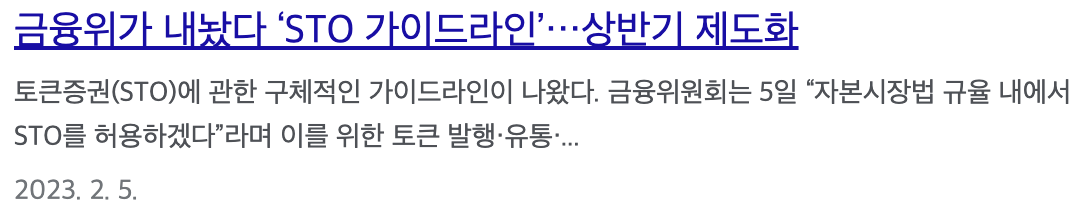 금융위가 내놨다 ‘STO 가이드라인’…상반기 제도화
토큰증권(STO)에 관한 구체적인 가이드라인이 나왔다. 금융위원회는 5일 “자본시장법 규율 내에서
STO를 허용하겠다”라며 이를 위한 토큰 발행·유통·...
2023. 2. 5.